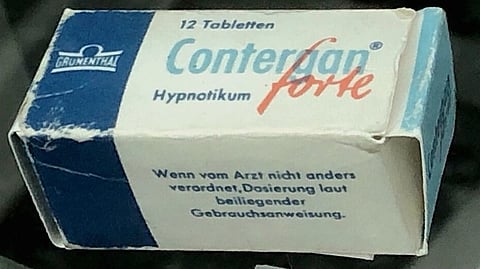 12 Tabletten
GRÜNENTHAL
Contergan®
forte
Hypnotikum
Wenn vom Arzt nicht anders
verordnet, Dosierung laut
beiliegender
Gebrauchsanweisung.